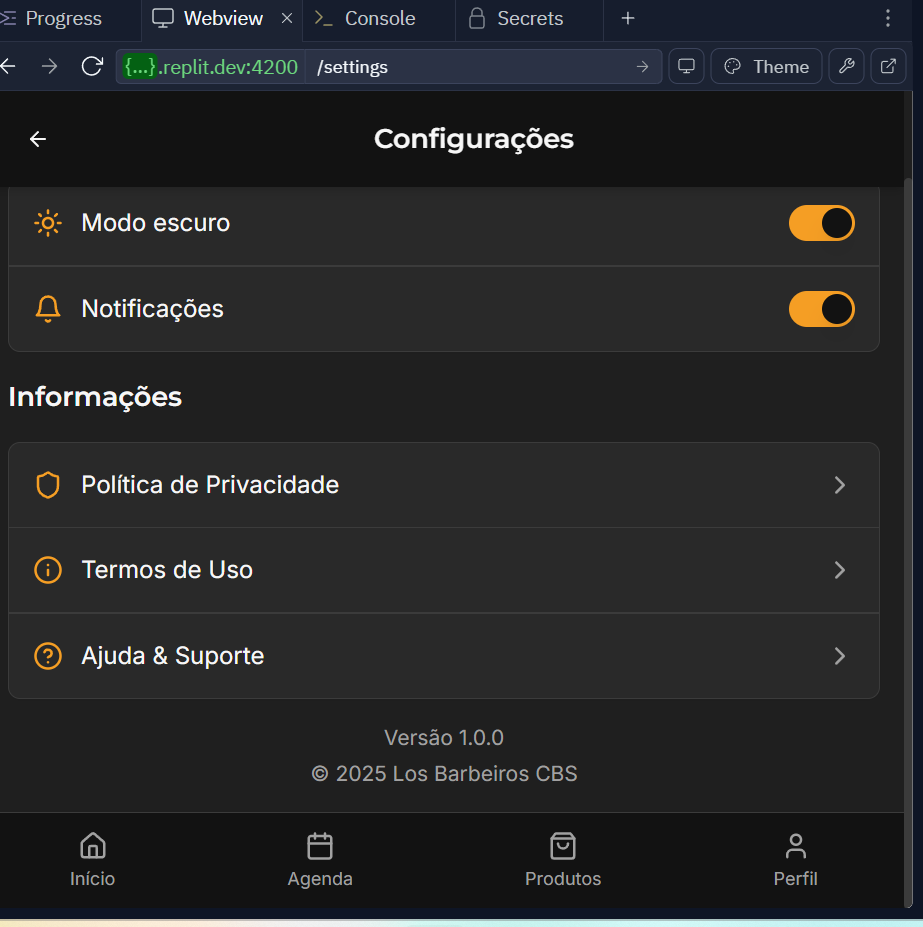 Progress
Webview
Console
Secrets
{...}.replit.dev:4200 /settings
Theme
Configurações
Modo escuro
Notificações
Informações
Política de Privacidade
Termos de Uso
Ajuda & Suporte
Versão 1.0.0
© 2025 Los Barbeiros CBS
Início
Agenda
Produtos
Perfil